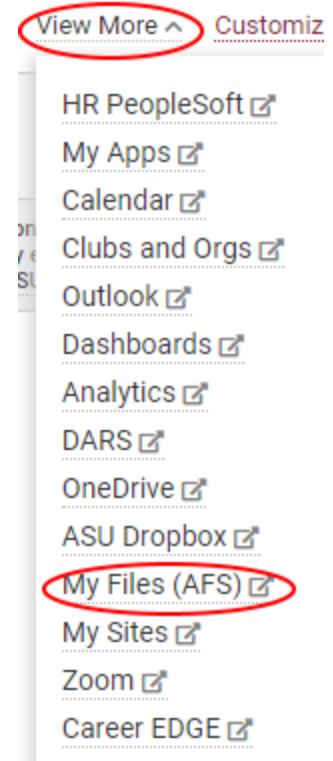 View More Customiz
HR PeopleSoft
My Apps
Calendar
Clubs and Orgs
Outlook
Dashboards
Analytics
DARS
OneDrive
ASU Dropbox
My Files (AFS)
My Sites
Zoom
Career EDGE